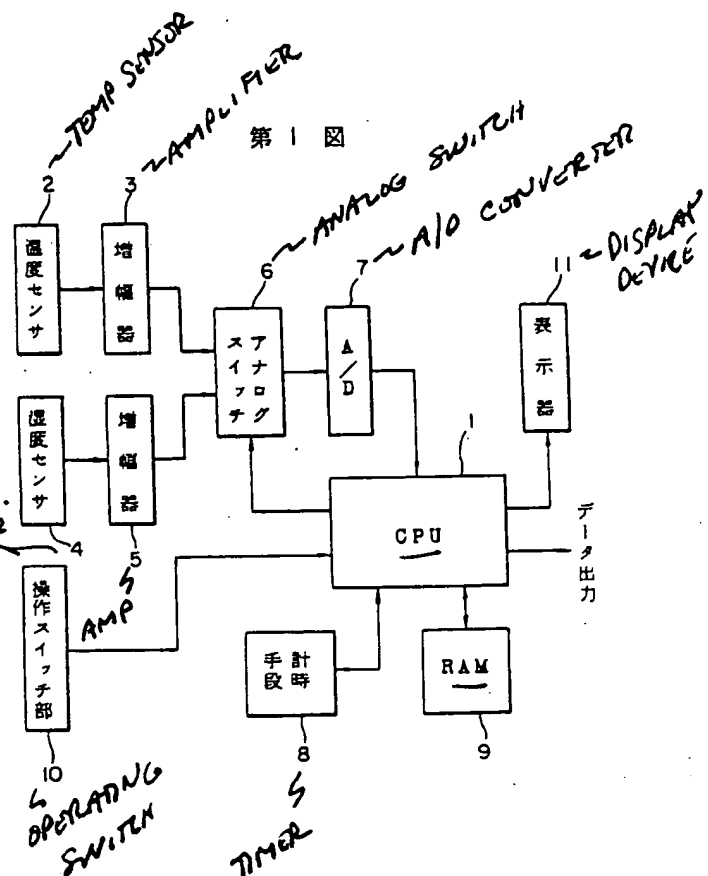 第1図
2 ~ TEMP SENSOR
温度センサ
3 ~ AMPLIFIER
増幅器
6 ~ ANALOG SWITCH
アナログスイッチ
7 ~ A/D CONVERTER
A/D
11 ~ DISPLAY DEVICE
表示器
湿度センサ
4
増幅器
5
AMP
1
CPU
データ出力
操作スイッチ部
10
OPERATING SWITCH
計時手段
8
TIMER
RAM
9